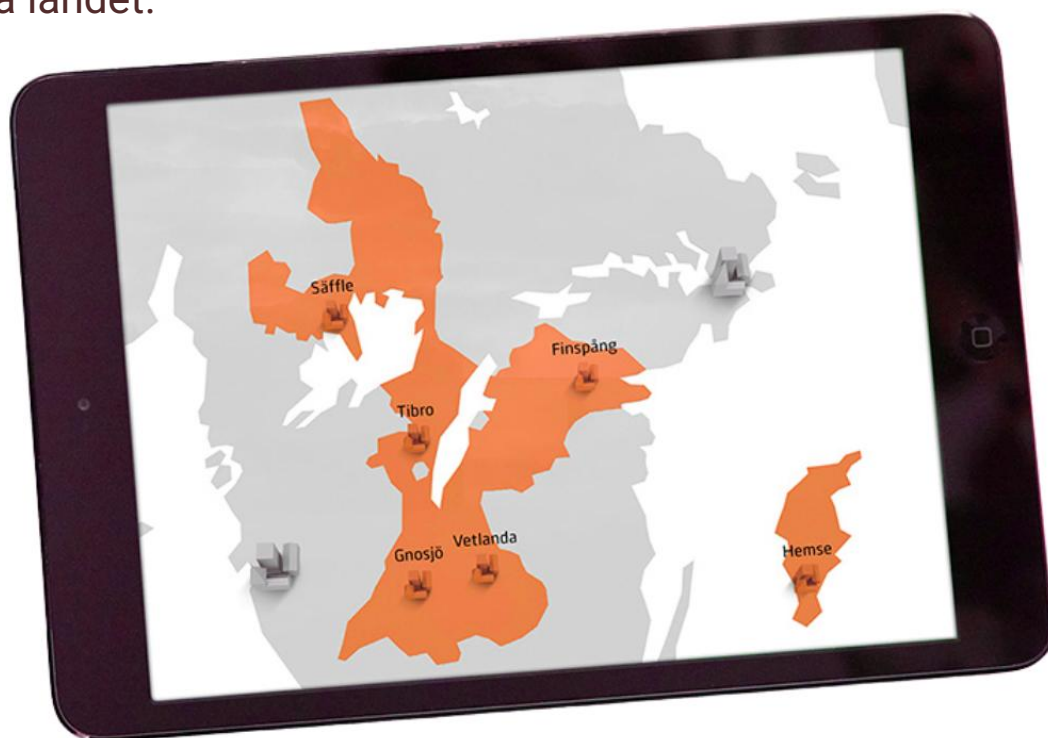 landet.
Säffle
Finspång
Tibro
Gnosjö
Vetlanda
Hemse